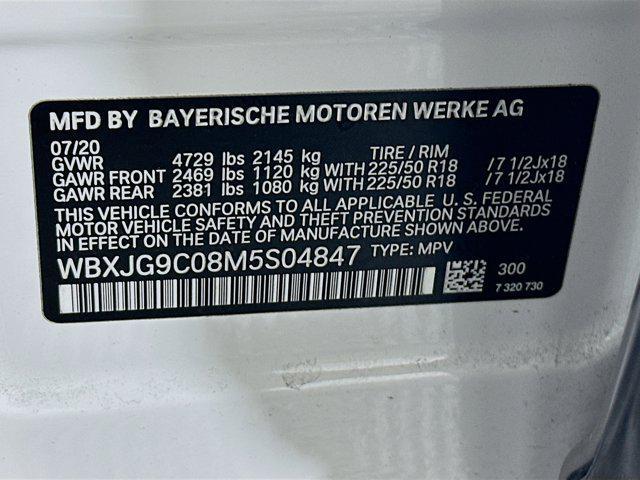 MFD BY BAYERISCHE MOTOREN WERKE AG
07/20
GVWR 4729 lbs 2145 kg TIRE / RIM
GAWR FRONT 2469 lbs 1120 kg WITH 225/50 R18 /7 1/2Jx18
GAWR REAR 2381 lbs 1080 kg WITH 225/50 R18 /7 1/2Jx18
THIS VEHICLE CONFORMS TO ALL APPLICABLE U. S. FEDERAL
MOTOR VEHICLE SAFETY AND THEFT PREVENTION STANDARDS
IN EFFECT ON THE DATE OF MANUFACTURE SHOWN ABOVE.
WBXJG9C08M5S04847 TYPE: MPV
300
7 320 730